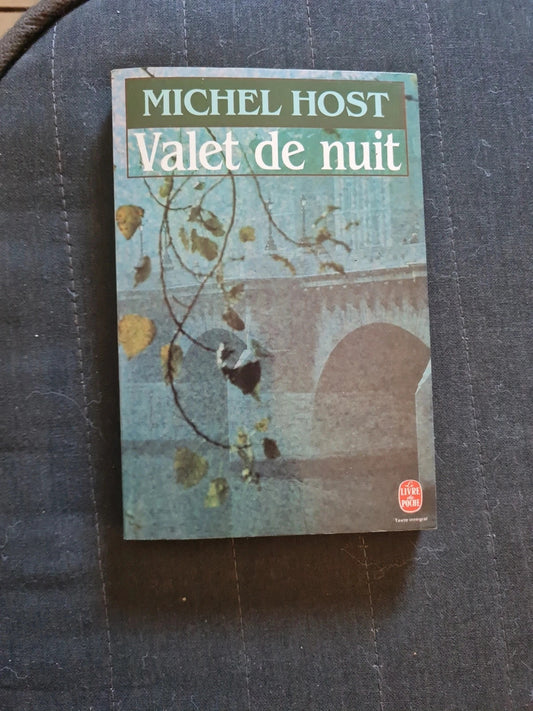 MICHEL HOST
Valet de nuit
Le
LIVRE
de
POCHE
Texte intégral